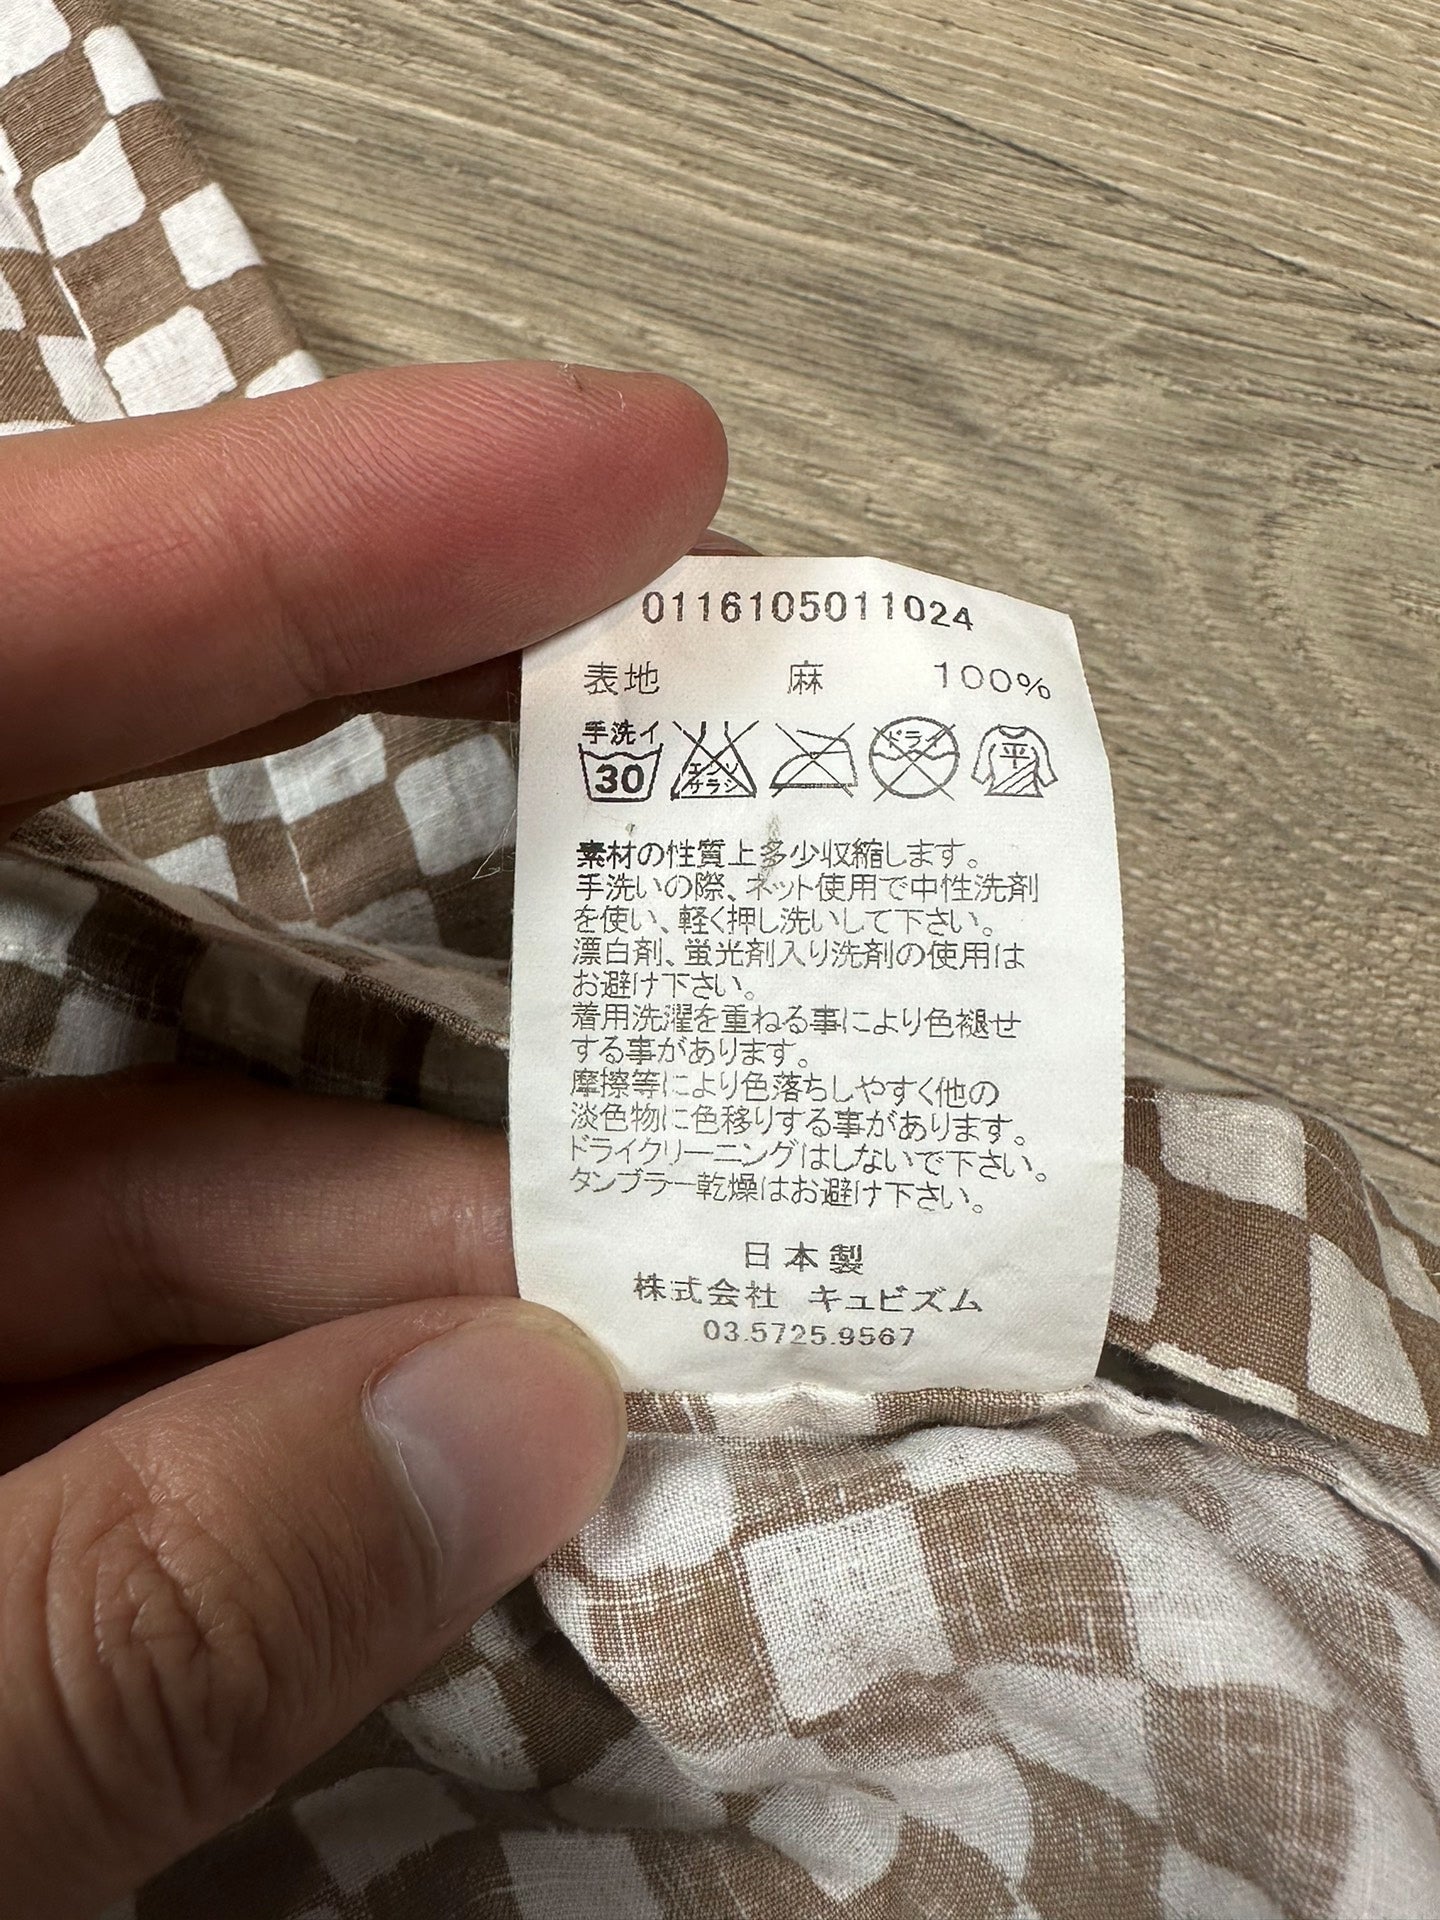 0116105011024
表地 麻 100%
手洗イ
30
エンソ
サラシ
ドライ
平
素材の性質上多少収縮します。
手洗いの際、ネット使用で中性洗剤
を使い、軽く押し洗いして下さい。
漂白剤、蛍光剤入り洗剤の使用は
お避け下さい。
着用洗濯を重ねる事により色褪せ
する事があります。
摩擦等により色落ちしやすく他の
淡色物に色移りする事があります。
ドライクリーニングはしないで下さい。
タンブラー乾燥はお避け下さい。
日本製
株式会社 キュビズム
03.5725.9567